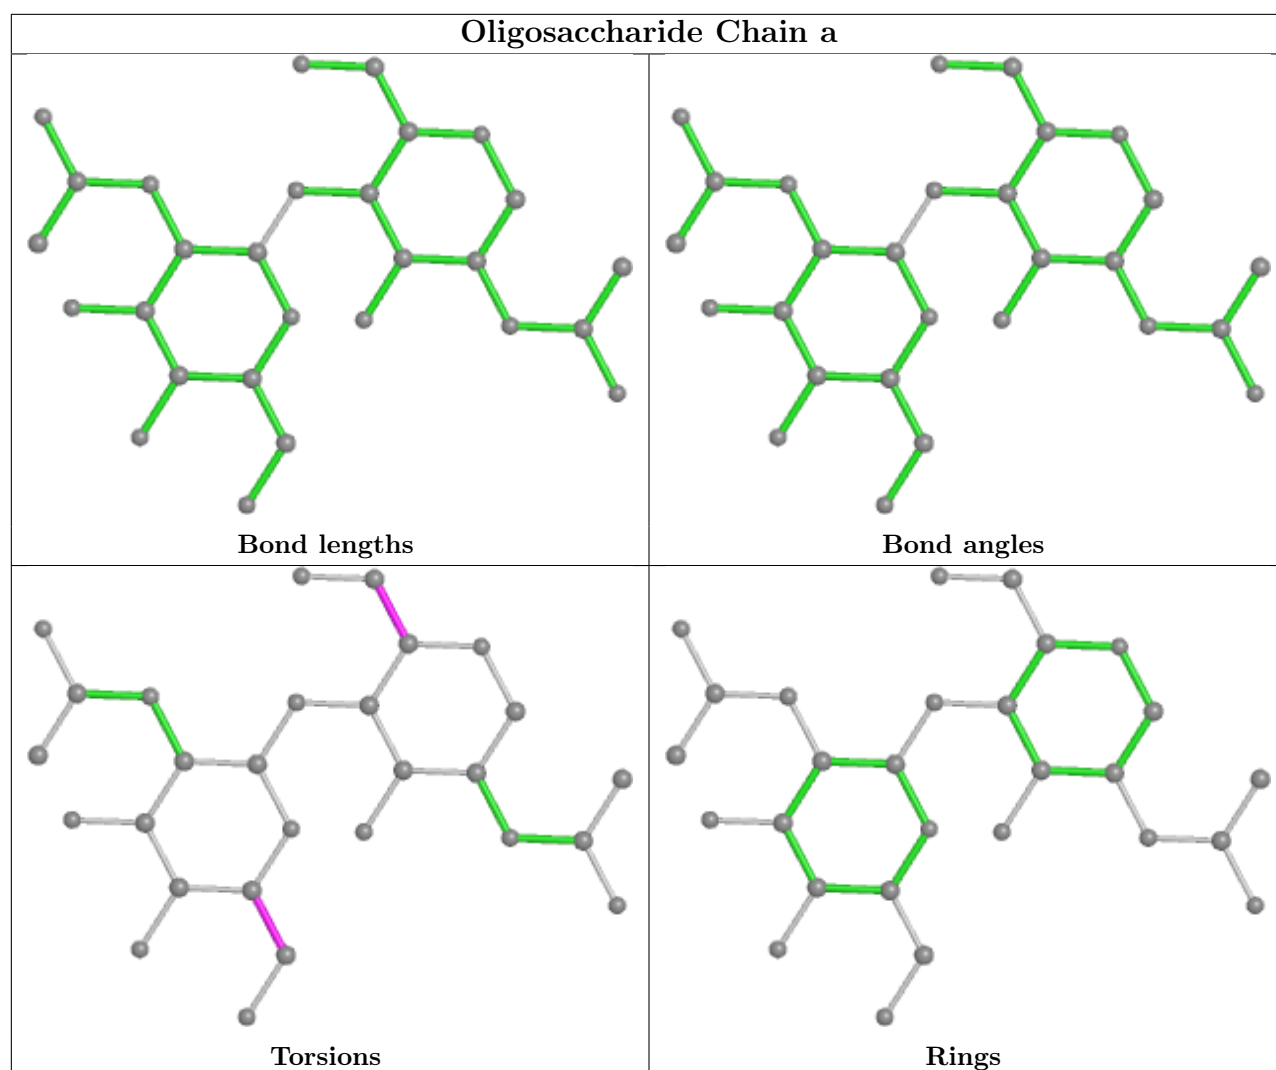 Oligosaccharide Chain a
Bond lengths
Bond angles
Torsions
Rings